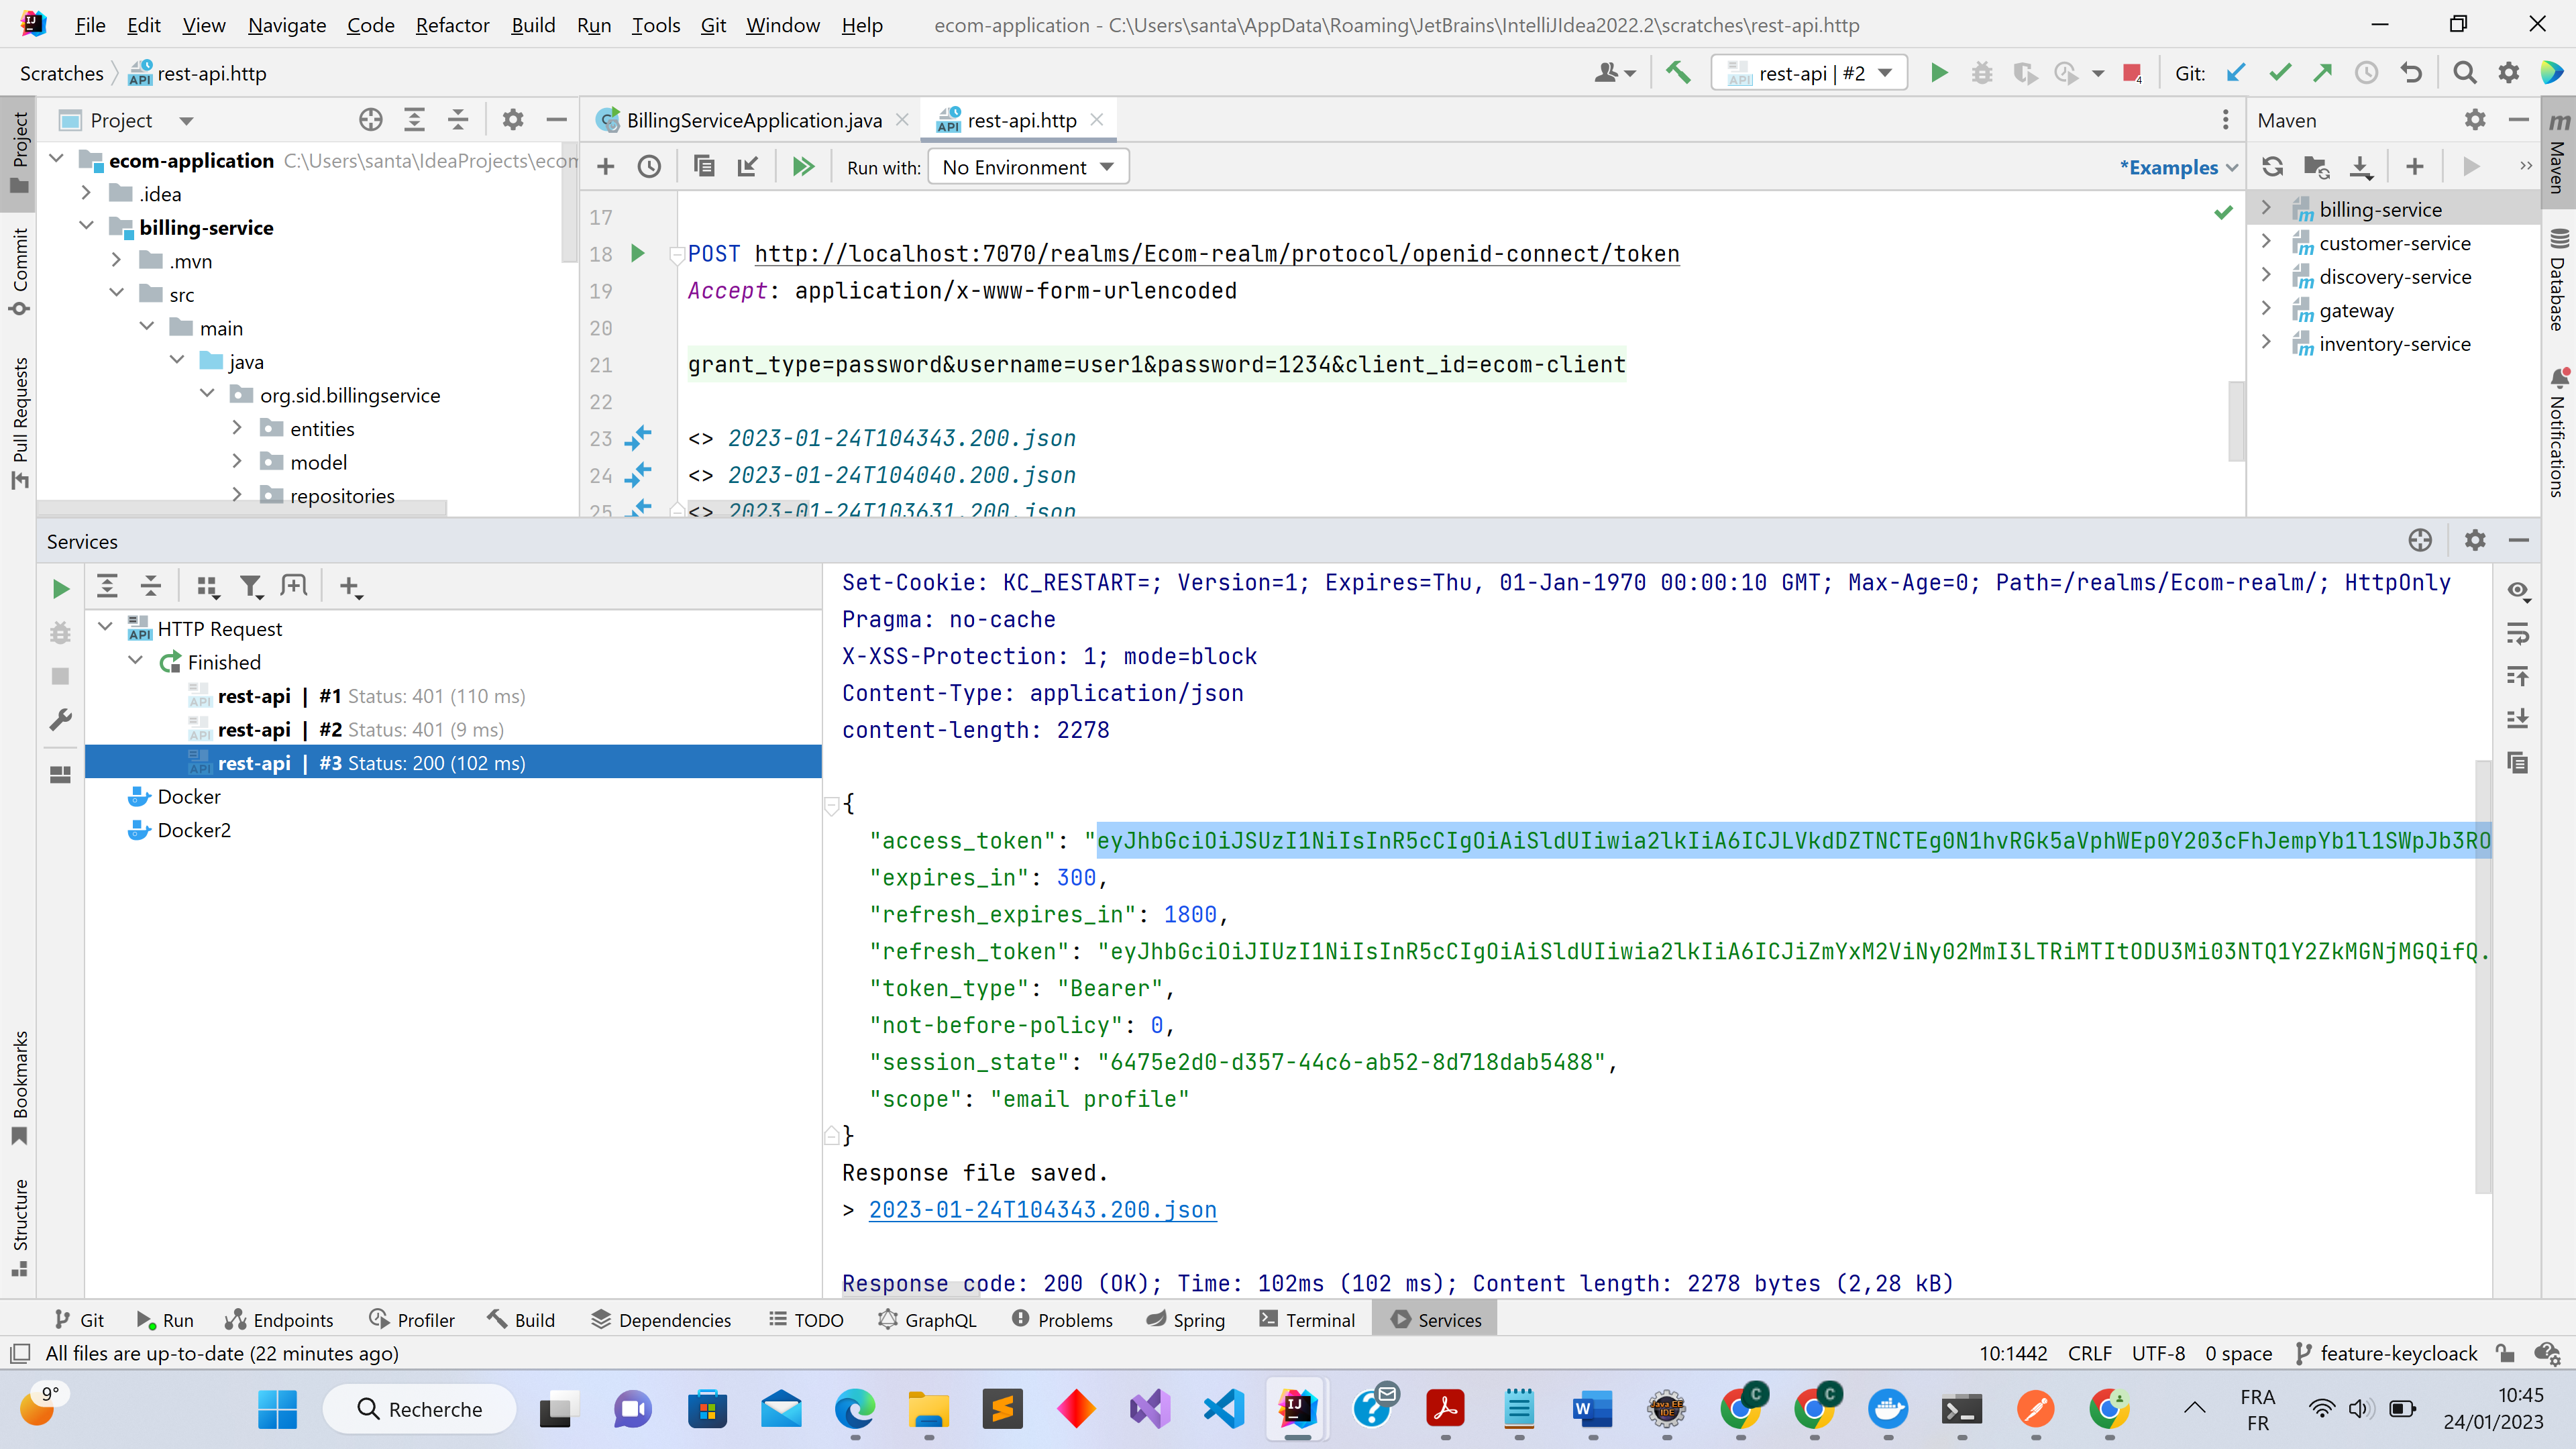 File Edit View Navigate Code Refactor Build Run Tools Git Window Help ecom-application - C:\Users\santa\AppData\Roaming\JetBrains\IntelliJIdea2022.2\scratches\rest-api.http
Scratches rest-api.http rest-api | #2 Git:
Project
BillingServiceApplication.java rest-api.http
Maven
Run with: No Environment *Examples
ecom-application C:\Users\santa\IdeaProjects\ecom
.idea
billing-service
.mvn
src
main
java
org.sid.billingservice
entities
model
repositories
17
18 POST http://localhost:7070/realms/Ecom-realm/protocol/openid-connect/token
19 Accept: application/x-www-form-urlencoded
20
21 grant_type=password&username=user1&password=1234&client_id=ecom-client
22
23 <> 2023-01-24T104343.200.json
24 <> 2023-01-24T104040.200.json
25 <> 2023-01-24T103631.200.json
billing-service
customer-service
discovery-service
gateway
inventory-service
Project
Commit
Pull Requests
Bookmarks
Structure
Maven
Database
Notifications
Services
HTTP Request
Finished
rest-api | #1 Status: 401 (110 ms)
rest-api | #2 Status: 401 (9 ms)
rest-api | #3 Status: 200 (102 ms)
Docker
Docker2
Set-Cookie: KC_RESTART=; Version=1; Expires=Thu, 01-Jan-1970 00:00:10 GMT; Max-Age=0; Path=/realms/Ecom-realm/; HttpOnly
Pragma: no-cache
X-XSS-Protection: 1; mode=block
Content-Type: application/json
content-length: 2278
{
"access_token": "eyJhbGciOiJSUzI1NiIsInR5cCIgOiAiSldUIiwia2lkIiA6ICJLVkdDZTNCTEg0N1hvRGk5aVphWEp0Y203cFhJempYb1l1SWpJb3RO
"expires_in": 300,
"refresh_expires_in": 1800,
"refresh_token": "eyJhbGciOiJIUzI1NiIsInR5cCIgOiAiSldUIiwia2lkIiA6ICJiZmYxM2ViNy02MmI3LTRiMTItODU3Mi03NTQ1Y2ZkMGNjMGQifQ.
"token_type": "Bearer",
"not-before-policy": 0,
"session_state": "6475e2d0-d357-44c6-ab52-8d718dab5488",
"scope": "email profile"
}
Response file saved.
> 2023-01-24T104343.200.json
Response code: 200 (OK); Time: 102ms (102 ms); Content length: 2278 bytes (2,28 kB)
Git Run Endpoints Profiler Build Dependencies TODO GraphQL Problems Spring Terminal Services
All files are up-to-date (22 minutes ago) 10:1442 CRLF UTF-8 0 space feature-keycloack
9° Recherche FRA 10:45
FR 24/01/2023